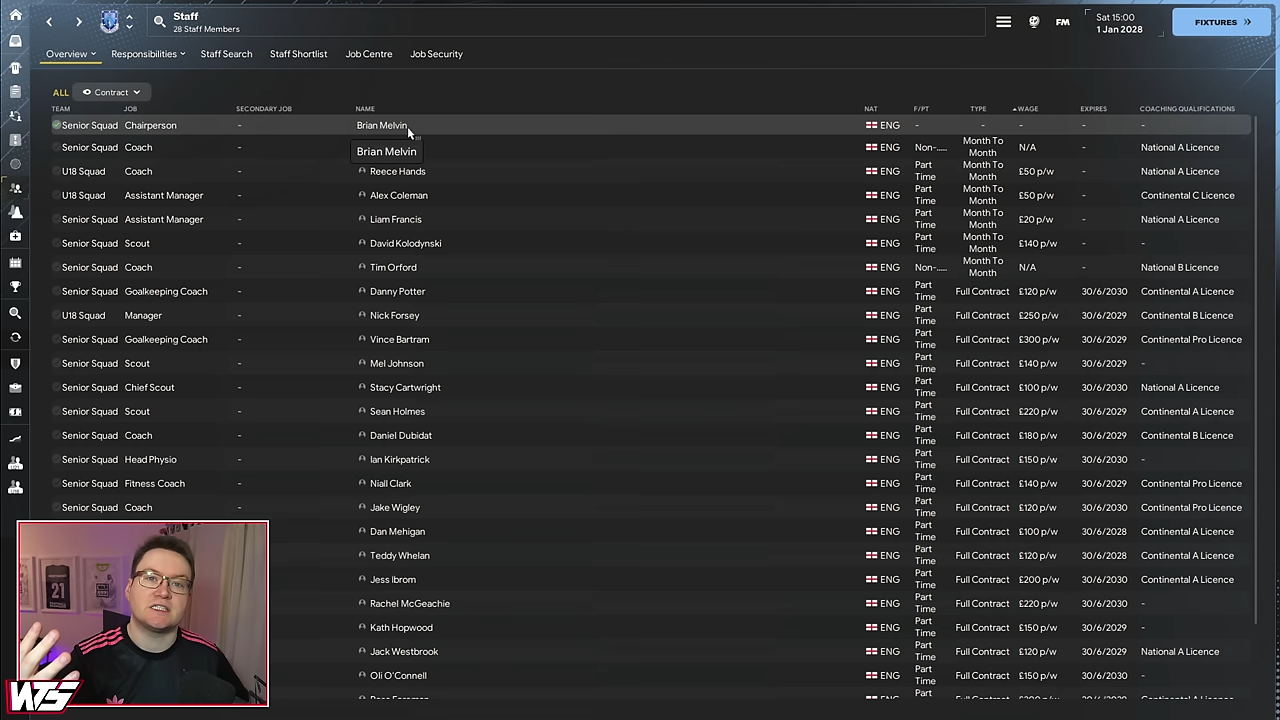 Staff
28 Staff Members
FM
Sat 15:00
1 Jan 2028
FIXTURES
Overview Responsibilities Staff Search Staff Shortlist Job Centre Job Security
ALL Contract
TEAM JOB SECONDARY JOB NAME NAT F/PT TYPE WAGE EXPIRES COACHING QUALIFICATIONS
Senior Squad Chairperson - Brian Melvin ENG - - - - -
Senior Squad Coach - Brian Melvin ENG Non-..... Month To Month N/A - National A Licence
U18 Squad Coach - Reece Hands ENG Part Time Month To Month £50 p/w - National A Licence
U18 Squad Assistant Manager - Alex Coleman ENG Part Time Month To Month £50 p/w - Continental C Licence
Senior Squad Assistant Manager - Liam Francis ENG Part Time Month To Month £20 p/w - National A Licence
Senior Squad Scout - David Kolodynski ENG Part Time Month To Month £140 p/w - -
Senior Squad Coach - Tim Orford ENG Non-..... Month To Month N/A - National B Licence
Senior Squad Goalkeeping Coach - Danny Potter ENG Part Time Full Contract £120 p/w 30/6/2030 Continental A Licence
U18 Squad Manager - Nick Forsey ENG Part Time Full Contract £250 p/w 30/6/2029 Continental B Licence
Senior Squad Goalkeeping Coach - Vince Bartram ENG Part Time Full Contract £300 p/w 30/6/2029 Continental Pro Licence
Senior Squad Scout - Mel Johnson ENG Part Time Full Contract £140 p/w 30/6/2029 -
Senior Squad Chief Scout - Stacy Cartwright ENG Part Time Full Contract £100 p/w 30/6/2030 National A Licence
Senior Squad Scout - Sean Holmes ENG Part Time Full Contract £220 p/w 30/6/2029 Continental A Licence
Senior Squad Coach - Daniel Dubidat ENG Part Time Full Contract £180 p/w 30/6/2029 Continental B Licence
Senior Squad Head Physio - Ian Kirkpatrick ENG Part Time Full Contract £150 p/w 30/6/2030 -
Senior Squad Fitness Coach - Niall Clark ENG Part Time Full Contract £140 p/w 30/6/2029 Continental Pro Licence
Senior Squad Coach - Jake Wigley ENG Part Time Full Contract £120 p/w 30/6/2030 Continental Pro Licence
Dan Mehigan ENG Part Time Full Contract £100 p/w 30/6/2028 Continental A Licence
Teddy Whelan ENG Part Time Full Contract £120 p/w 30/6/2028 Continental A Licence
Jess Ibrom ENG Part Time Full Contract £200 p/w 30/6/2030 Continental A Licence
Rachel McGeachie ENG Part Time Full Contract £220 p/w 30/6/2030 -
Kath Hopwood ENG Part Time Full Contract £150 p/w 30/6/2029 -
Jack Westbrook ENG Part Time Full Contract £120 p/w 30/6/2029 National A Licence
Oli O'Connell ENG Part Time Full Contract £150 p/w 30/6/2030 -
Part
21
WTS